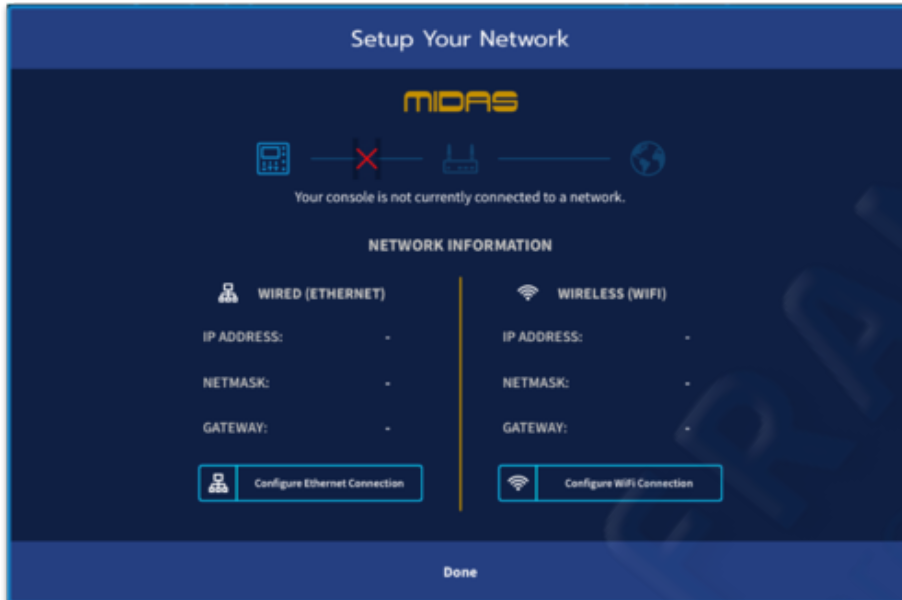 Setup Your Network
MIDAS
Your console is not currently connected to a network.
NETWORK INFORMATION
WIRED (ETHERNET)
IP ADDRESS: -
NETMASK: -
GATEWAY: -
Configure Ethernet Connection
WIRELESS (WIFI)
IP ADDRESS: -
NETMASK: -
GATEWAY: -
Configure WiFi Connection
Done